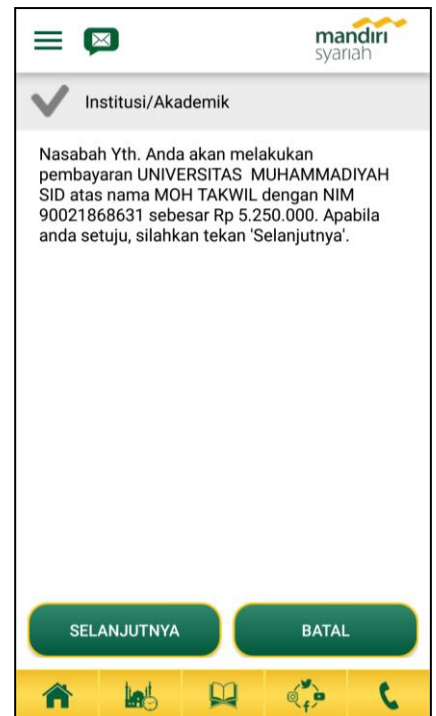 mandiri
syariah
Institusi/Akademik
Nasabah Yth. Anda akan melakukan
pembayaran UNIVERSITAS  MUHAMMADIYAH
SID atas nama MOH TAKWIL dengan NIM
90021868631 sebesar Rp 5.250.000. Apabila
anda setuju, silahkan tekan 'Selanjutnya'.
SELANJUTNYA
BATAL